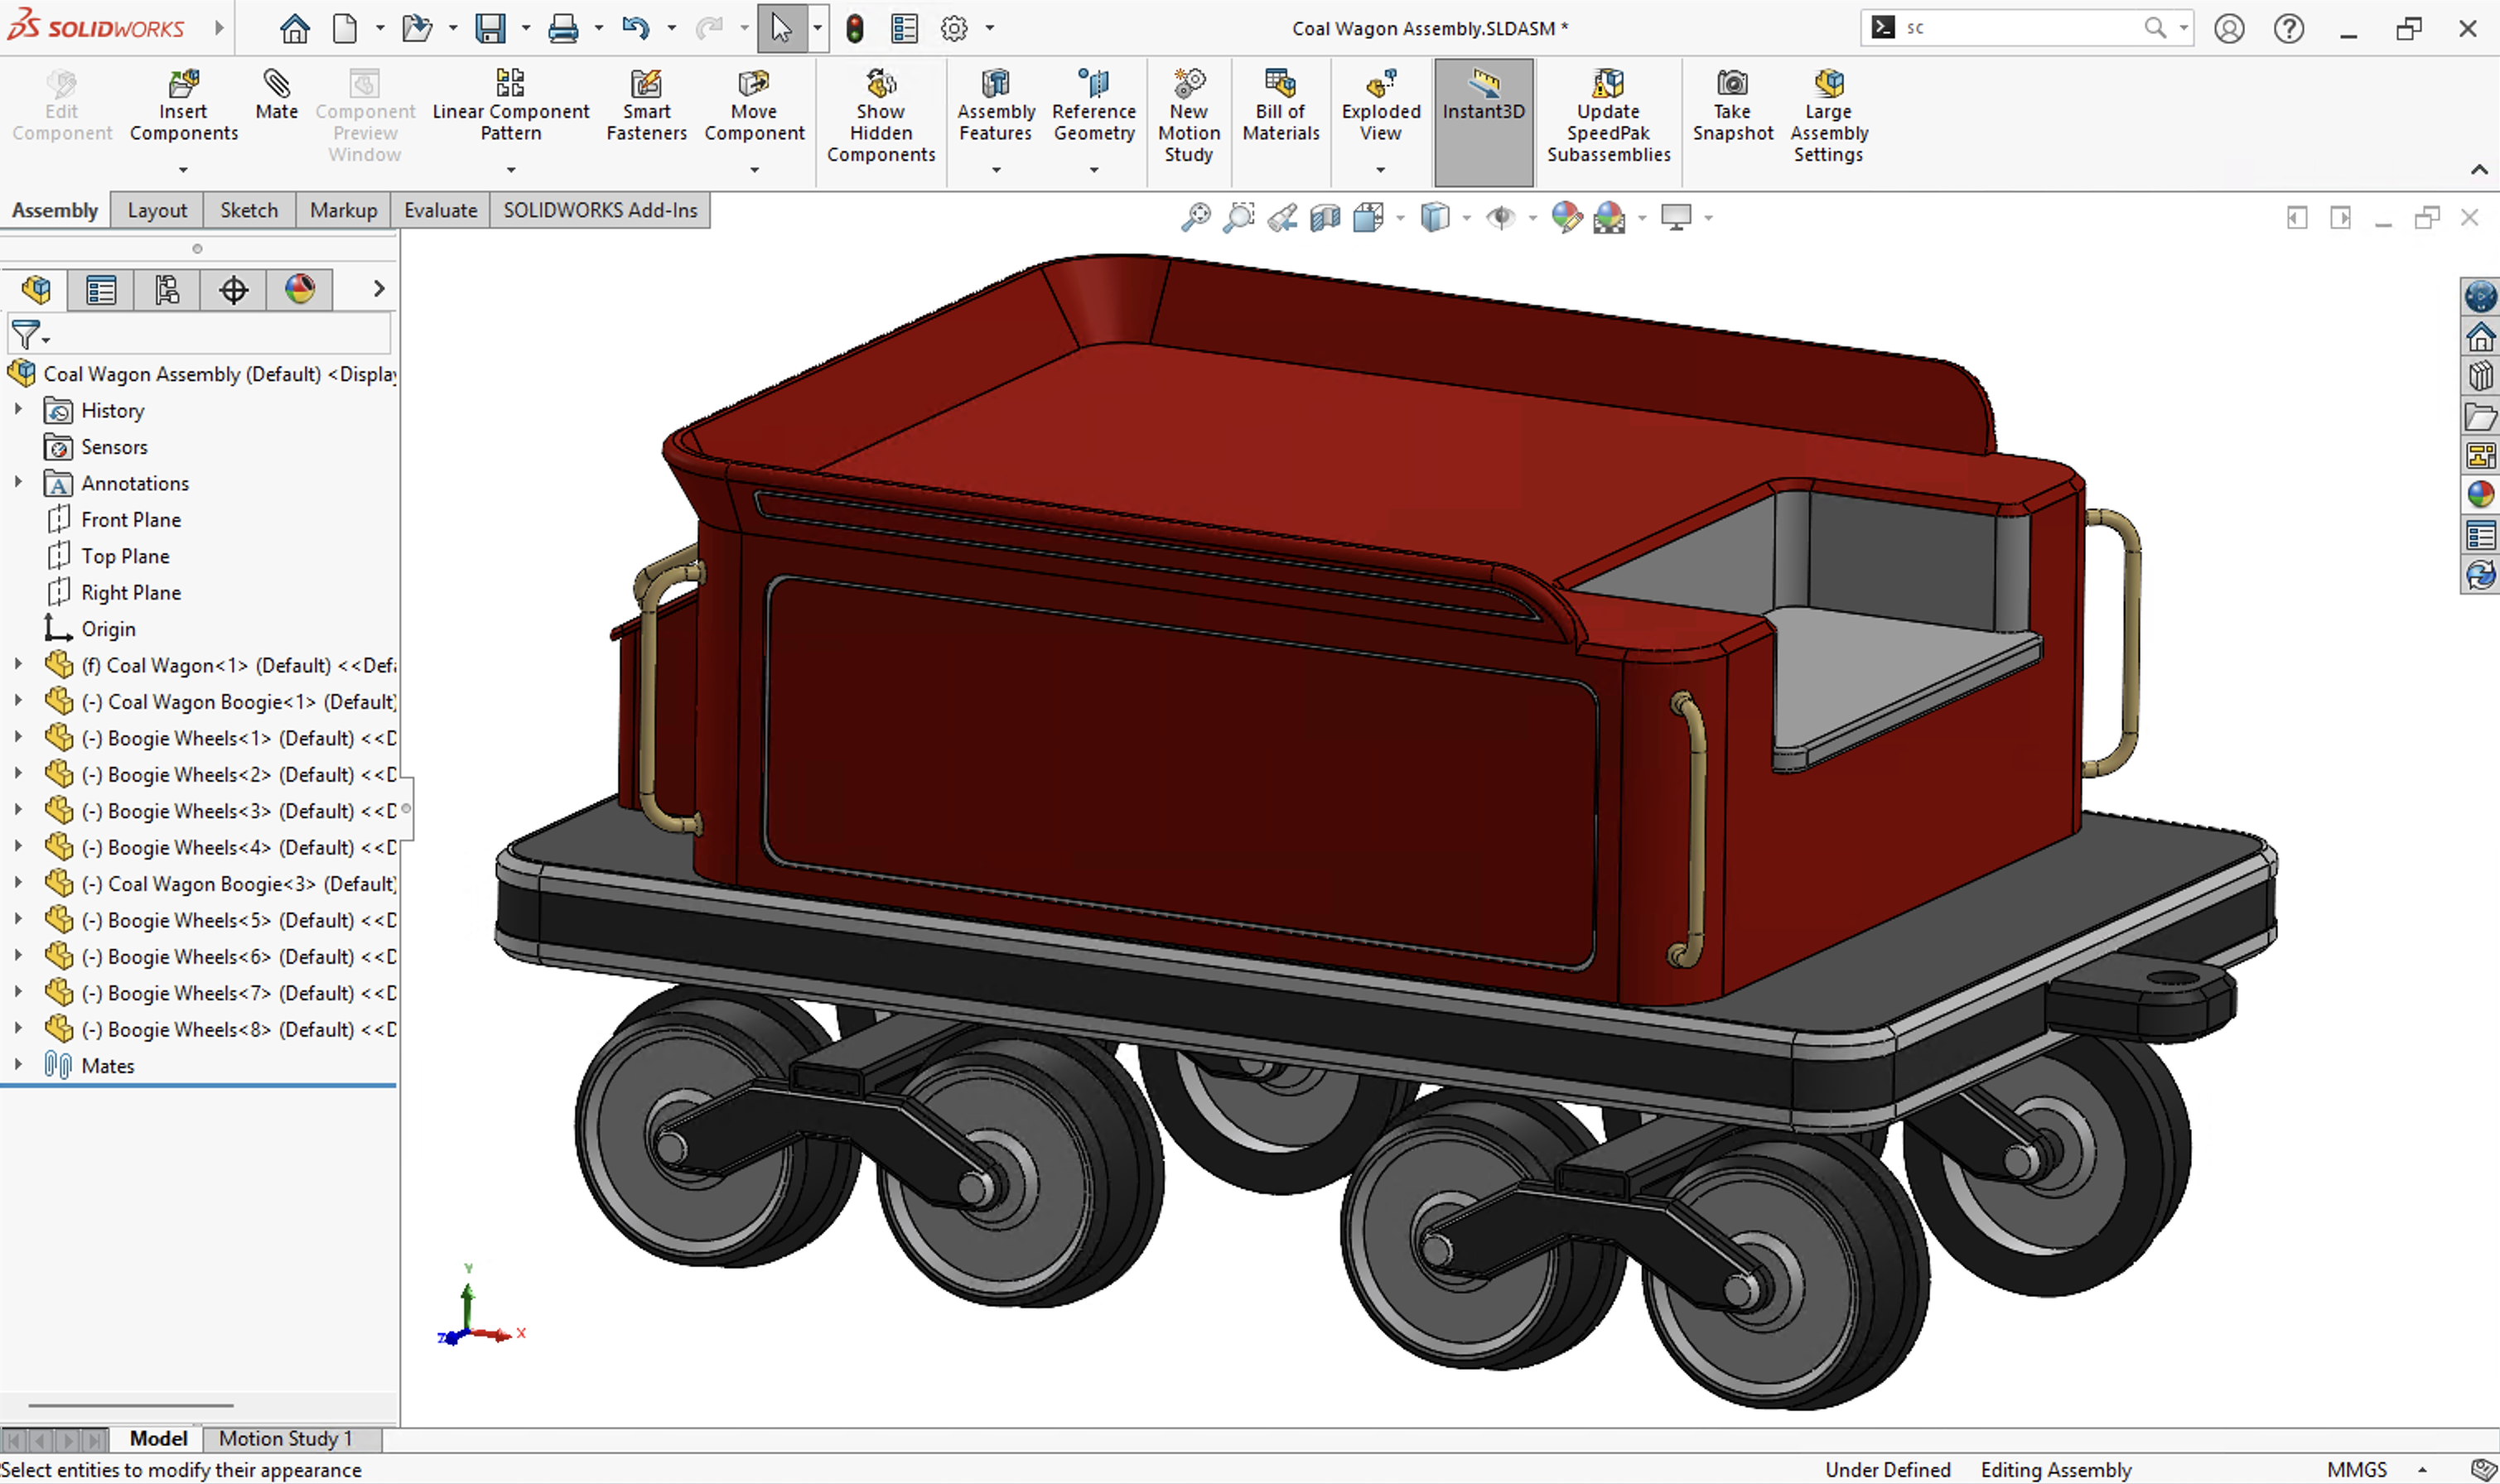 SOLIDWORKS
Coal Wagon Assembly.SLDASM *
sc
Edit Component
Insert Components
Mate
Component Preview Window
Linear Component Pattern
Smart Fasteners
Move Component
Show Hidden Components
Assembly Features
Reference Geometry
New Motion Study
Bill of Materials
Exploded View
Instant3D
Update SpeedPak Subassemblies
Take Snapshot
Large Assembly Settings
Assembly
Layout
Sketch
Markup
Evaluate
SOLIDWORKS Add-Ins
Coal Wagon Assembly (Default) <Display
History
Sensors
Annotations
Front Plane
Top Plane
Right Plane
Origin
(f) Coal Wagon<1> (Default) <<Defa
(-) Coal Wagon Boogie<1> (Default)
(-) Boogie Wheels<1> (Default) <<D
(-) Boogie Wheels<2> (Default) <<D
(-) Boogie Wheels<3> (Default) <<D
(-) Boogie Wheels<4> (Default) <<D
(-) Coal Wagon Boogie<3> (Default)
(-) Boogie Wheels<5> (Default) <<D
(-) Boogie Wheels<6> (Default) <<D
(-) Boogie Wheels<7> (Default) <<D
(-) Boogie Wheels<8> (Default) <<D
Mates
Y
Z
X
Model
Motion Study 1
Select entities to modify their appearance
Under Defined
Editing Assembly
MMGS